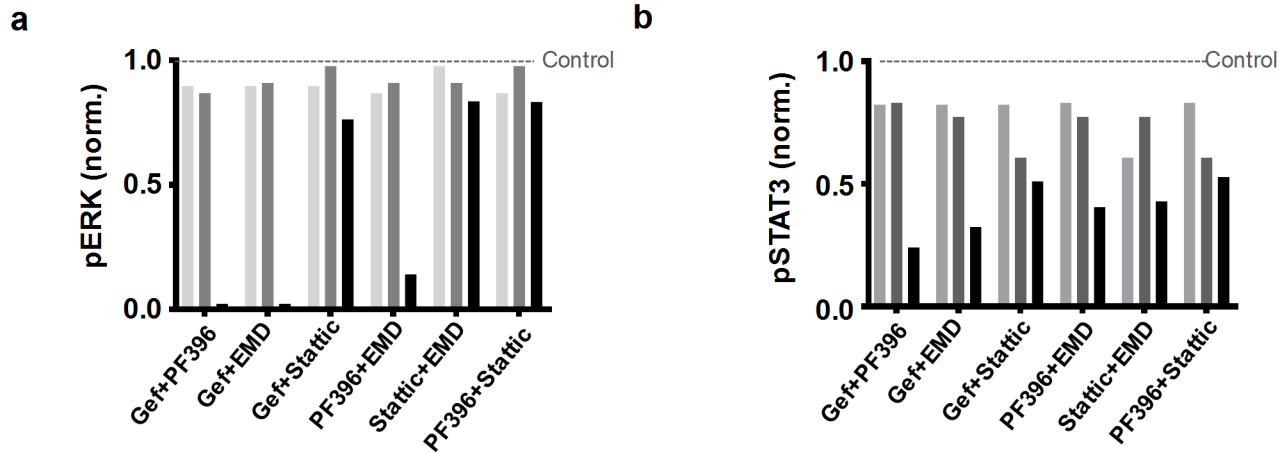 a
pERK (norm.)
1.0
0.5
0.0
Control
Gef+PF396
Gef+EMD
Gef+Stattic
PF396+EMD
Stattic+EMD
PF396+Stattic
b
pSTAT3 (norm.)
1.0
0.5
0.0
Control
Gef+PF396
Gef+EMD
Gef+Stattic
PF396+EMD
Stattic+EMD
PF396+Stattic